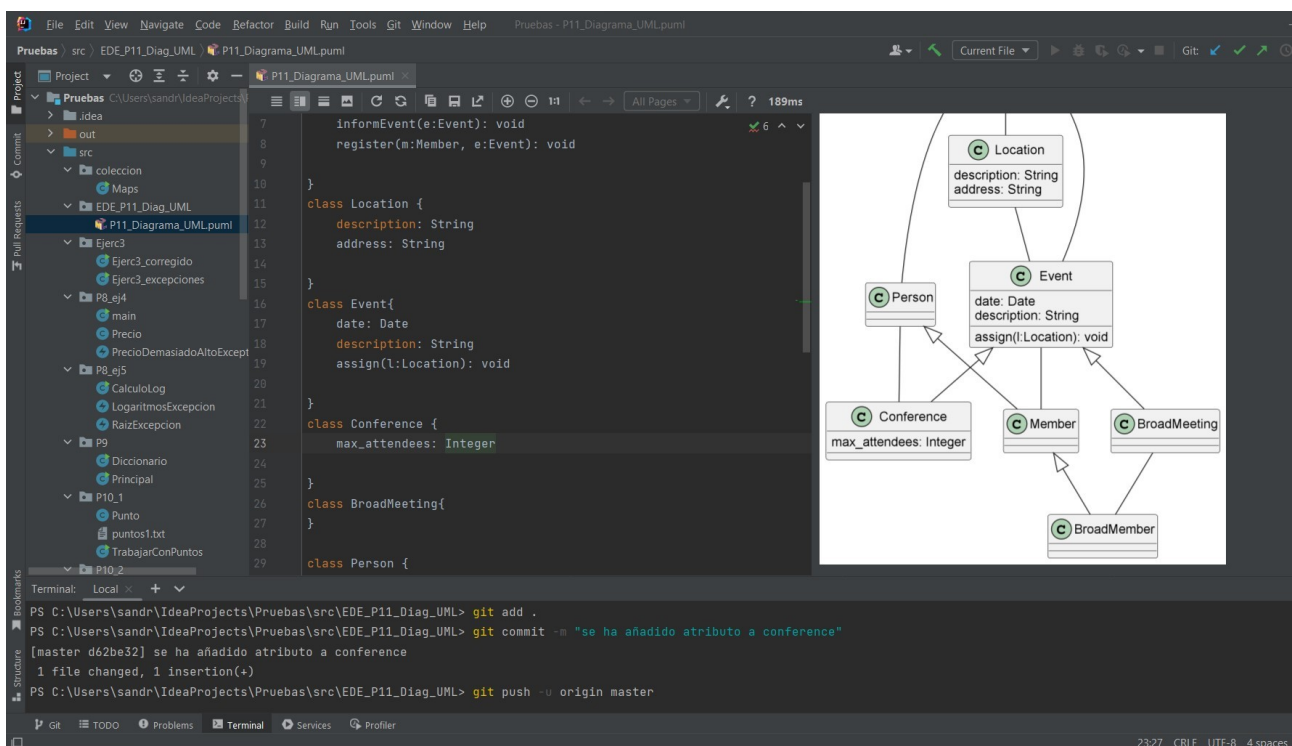 File Edit View Navigate Code Refactor Build Run Tools Git Window Help Pruebas - P11_Diagrama_UML.puml
Pruebas src EDE_P11_Diag_UML P11_Diagrama_UML.puml Current File Git:
Project P11_Diagrama_UML.puml
Project
Commit
Pull Requests
Bookmarks
Structure
Pruebas C:\Users\sandr\IdeaProjects\
.idea
out
src
coleccion
Maps
EDE_P11_Diag_UML
P11_Diagrama_UML.puml
Ejerc3
Ejerc3_corregido
Ejerc3_excepciones
P8_ej4
main
Precio
PrecioDemasiadoAltoExcept
P8_ej5
CalculoLog
LogaritmosExcepcion
RaizExcepcion
P9
Diccionario
Principal
P10_1
Punto
puntos1.txt
TrabajarConPuntos
P10_2
1:1 All Pages ? 189ms
6
7 informEvent(e:Event): void
8 register(m:Member, e:Event): void
9
10 }
11 class Location {
12 description: String
13 address: String
14
15 }
16 class Event{
17 date: Date
18 description: String
19 assign(l:Location): void
20
21 }
22 class Conference {
23 max_attendees: Integer
24
25 }
26 class BroadMeeting{
27 }
28
29 class Person {
C Location
description: String
address: String
C Event
date: Date
description: String
assign(l:Location): void
C Person
C Conference
max_attendees: Integer
C Member
C BroadMeeting
C BroadMember
Terminal: Local
PS C:\Users\sandr\IdeaProjects\Pruebas\src\EDE_P11_Diag_UML> git add .
PS C:\Users\sandr\IdeaProjects\Pruebas\src\EDE_P11_Diag_UML> git commit -m "se ha añadido atributo a conference"
[master d62be32] se ha añadido atributo a conference
1 file changed, 1 insertion(+)
PS C:\Users\sandr\IdeaProjects\Pruebas\src\EDE_P11_Diag_UML> git push -u origin master
Git TODO Problems Terminal Services Profiler
23:27 CRLF UTF-8 4 spaces